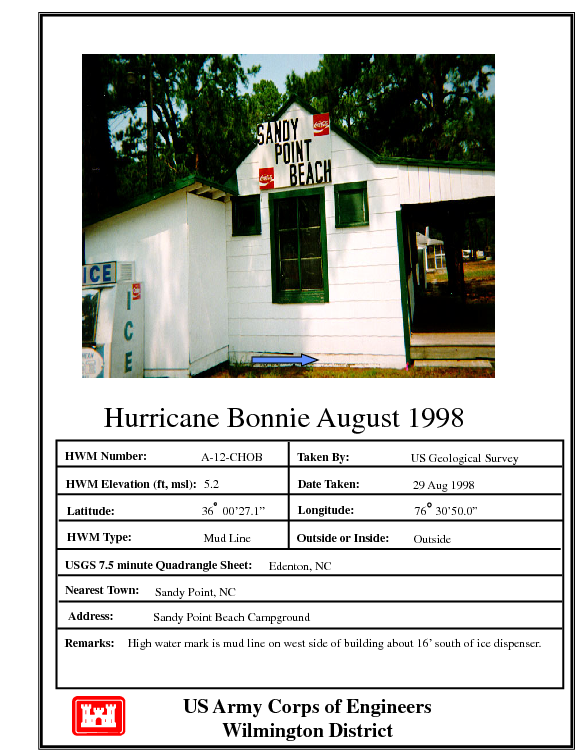 SANDY
POINT
BEACH
Coca-Cola
Coca-Cola
ICE
ICE
Hurricane Bonnie August 1998
HWM Number: A-12-CHOB Taken By: US Geological Survey
HWM Elevation (ft, msl): 5.2 Date Taken: 29 Aug 1998
Latitude: 36° 00’27.1” Longitude: 76° 30’50.0”
HWM Type: Mud Line Outside or Inside: Outside
USGS 7.5 minute Quadrangle Sheet: Edenton, NC
Nearest Town: Sandy Point, NC
Address: Sandy Point Beach Campground
Remarks: High water mark is mud line on west side of building about 16’ south of ice dispenser.
US Army Corps of Engineers
Wilmington District